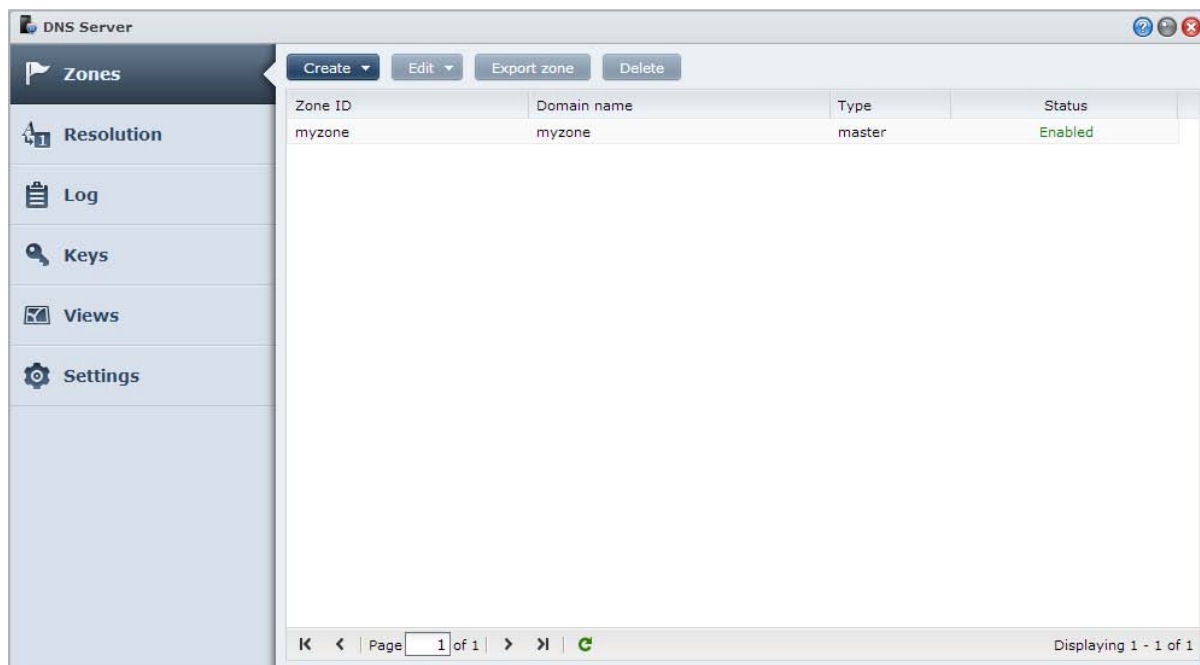 DNS Server
Zones
Resolution
Log
Keys
Views
Settings
Create Edit Export zone Delete
Zone ID Domain name Type Status
myzone myzone master Enabled
Page 1 of 1 Displaying 1 - 1 of 1